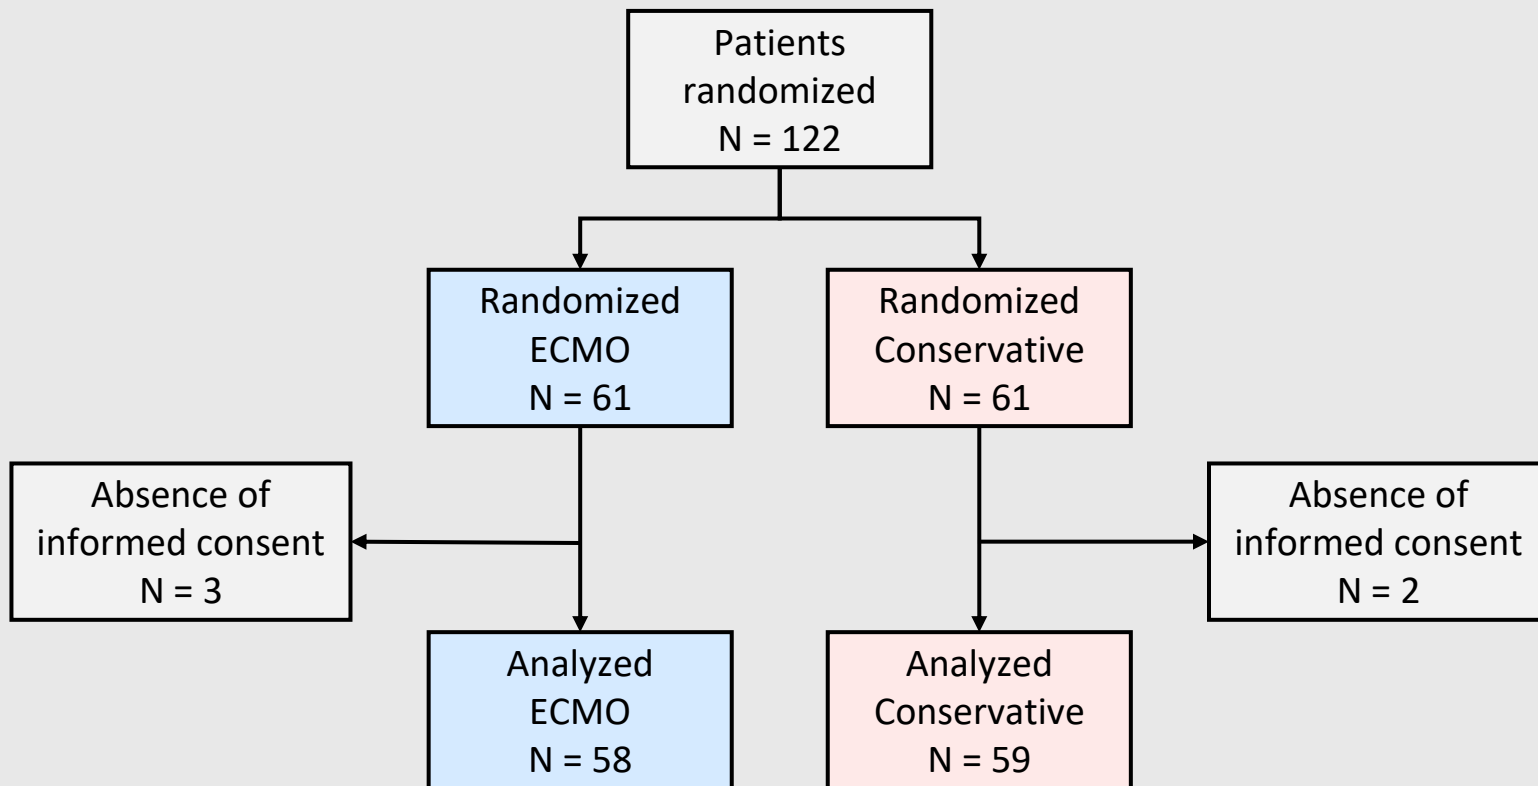 Patients
randomized
N = 122
Randomized
ECMO
N = 61
Randomized
Conservative
N = 61
Absence of
informed consent
N = 3
Absence of
informed consent
N = 2
Analyzed
ECMO
N = 58
Analyzed
Conservative
N = 59